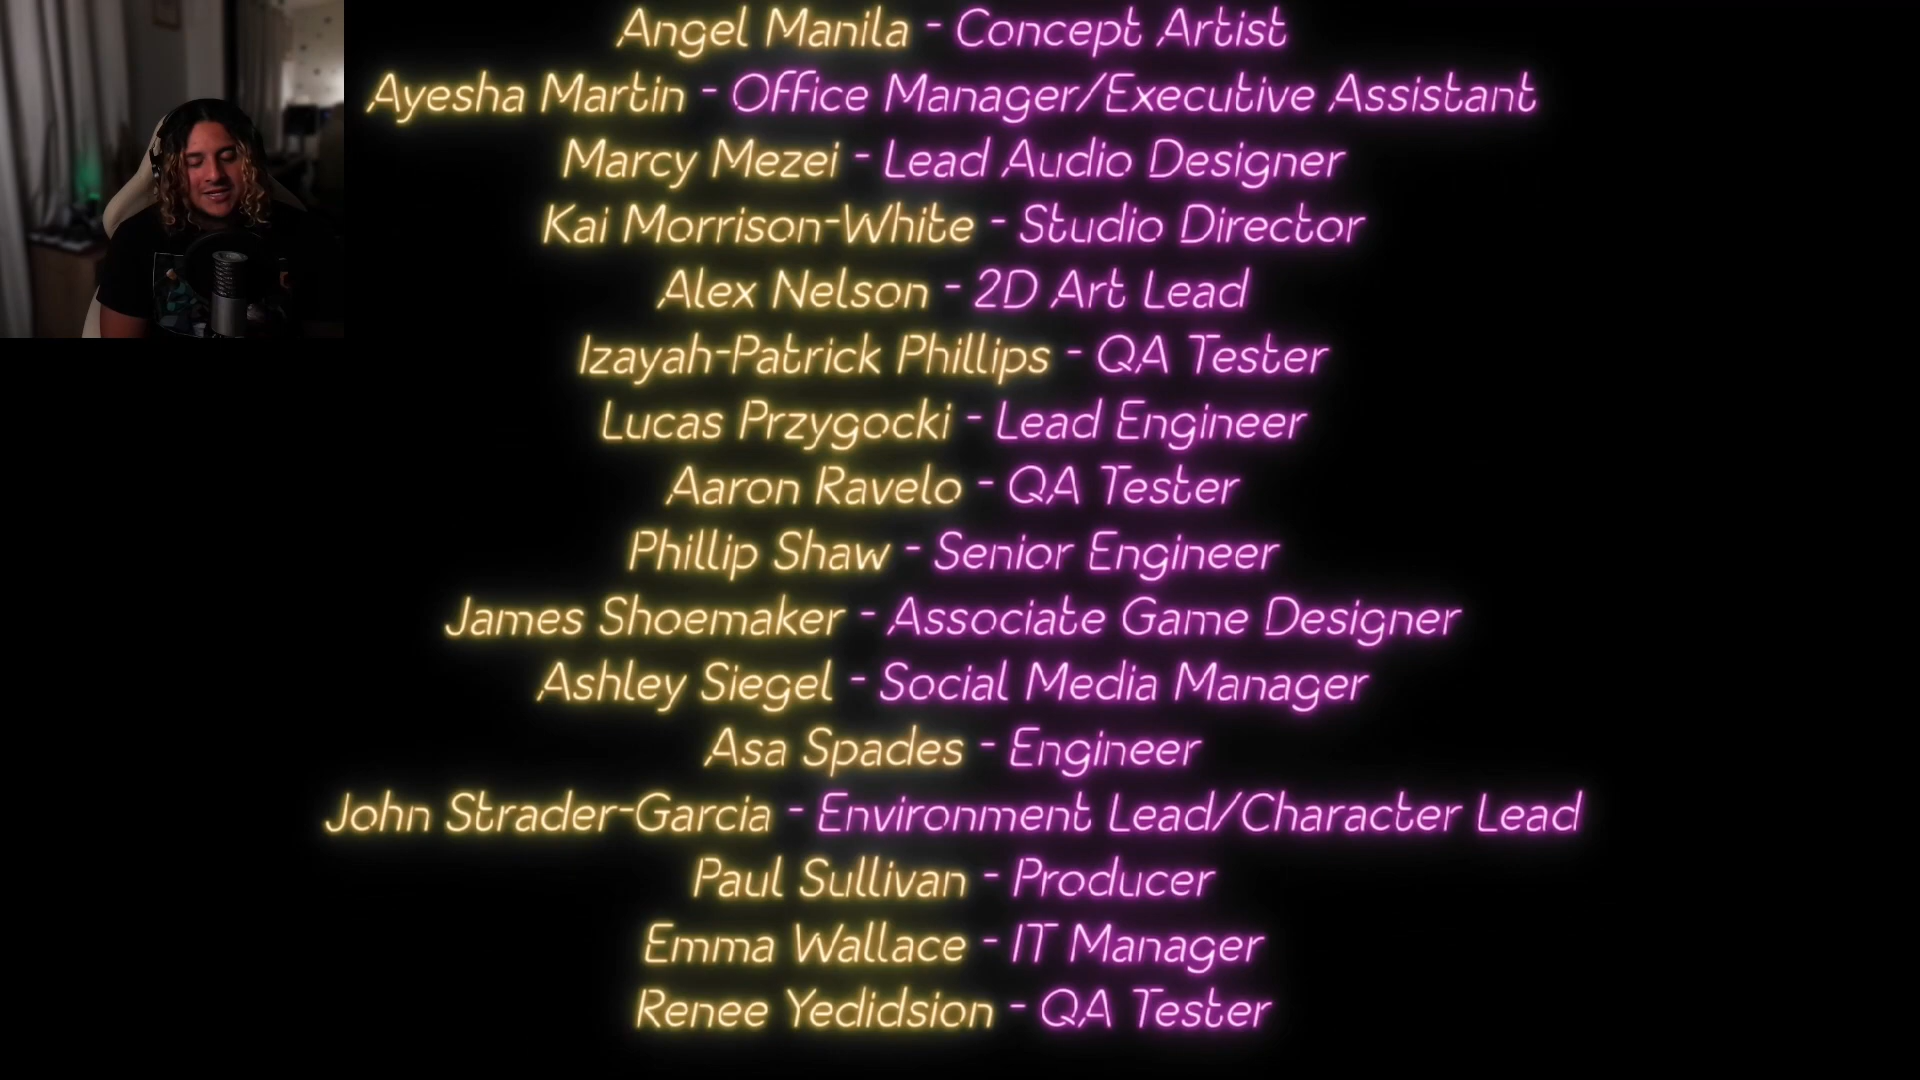 Angel Manila - Concept Artist
Ayesha Martin - Office Manager/Executive Assistant
Marcy Mezei - Lead Audio Designer
Kai Morrison-White - Studio Director
Alex Nelson - 2D Art Lead
Izayah-Patrick Phillips - QA Tester
Lucas Przygocki - Lead Engineer
Aaron Ravelo - QA Tester
Phillip Shaw - Senior Engineer
James Shoemaker - Associate Game Designer
Ashley Siegel - Social Media Manager
Asa Spades - Engineer
John Strader-Garcia - Environment Lead/Character Lead
Paul Sullivan - Producer
Emma Wallace - IT Manager
Renee Yedidsion - QA Tester